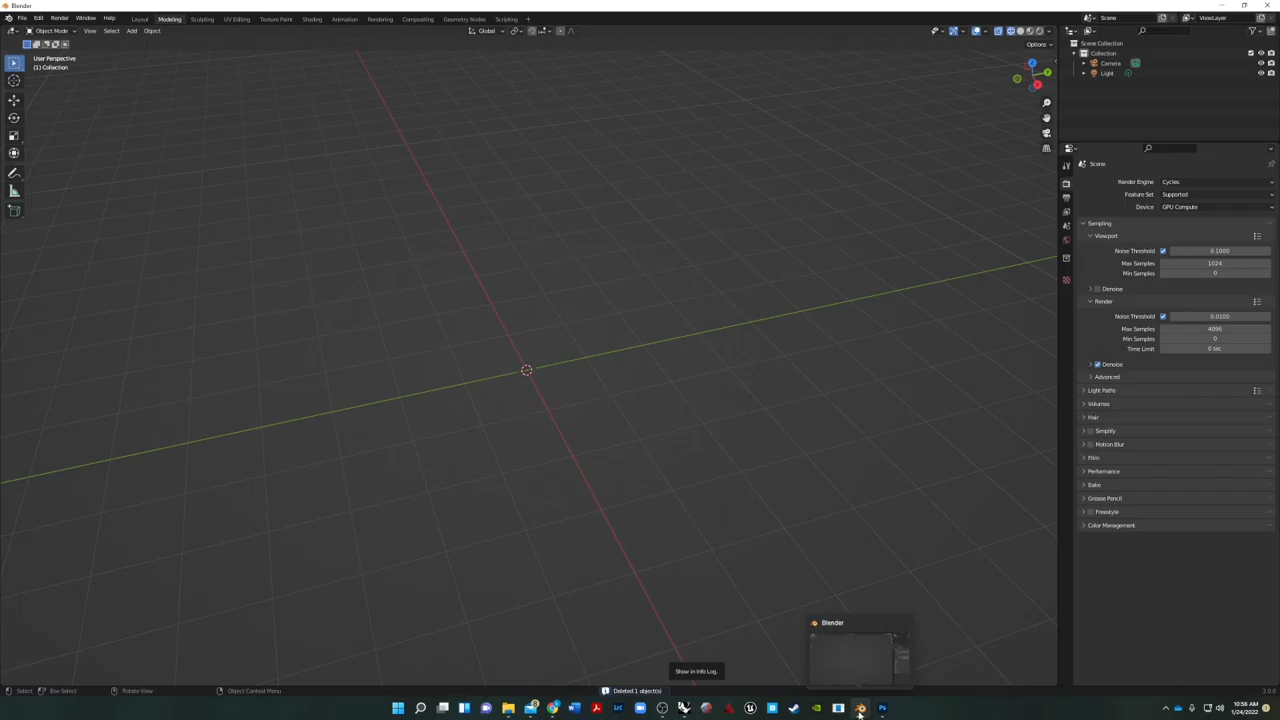 Blender
File Edit Render Window Help Layout Modeling Sculpting UV Editing Texture Paint Shading Animation Rendering Compositing Geometry Nodes Scripting + Scene ViewLayer
Object Mode View Select Add Object Global
Options
User Perspective
(1) Collection
Z
Y
X
Scene Collection
Collection
Camera
Light
Scene
Render Engine Cycles
Feature Set Supported
Device GPU Compute
Sampling
Viewport
Noise Threshold 0.1000
Max Samples 1024
Min Samples 0
Denoise
Render
Noise Threshold 0.0100
Max Samples 4096
Min Samples 0
Time Limit 0 sec
Denoise
Advanced
Light Paths
Volumes
Hair
Simplify
Motion Blur
Film
Performance
Bake
Grease Pencil
Freestyle
Color Management
Blender
Show in Info Log.
Select Box Select Rotate View Object Context Menu Deleted 1 object(s) 3.0.0
LrC Ps
10:56 AM
1/24/2022